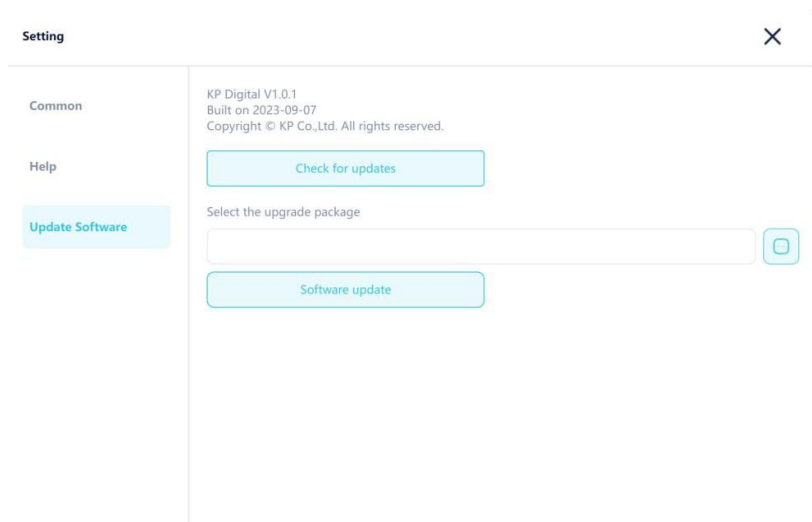 Setting
Common
Help
Update Software
KP Digital V1.0.1
Built on 2023-09-07
Copyright © KP Co.,Ltd. All rights reserved.
Check for updates
Select the upgrade package
Software update